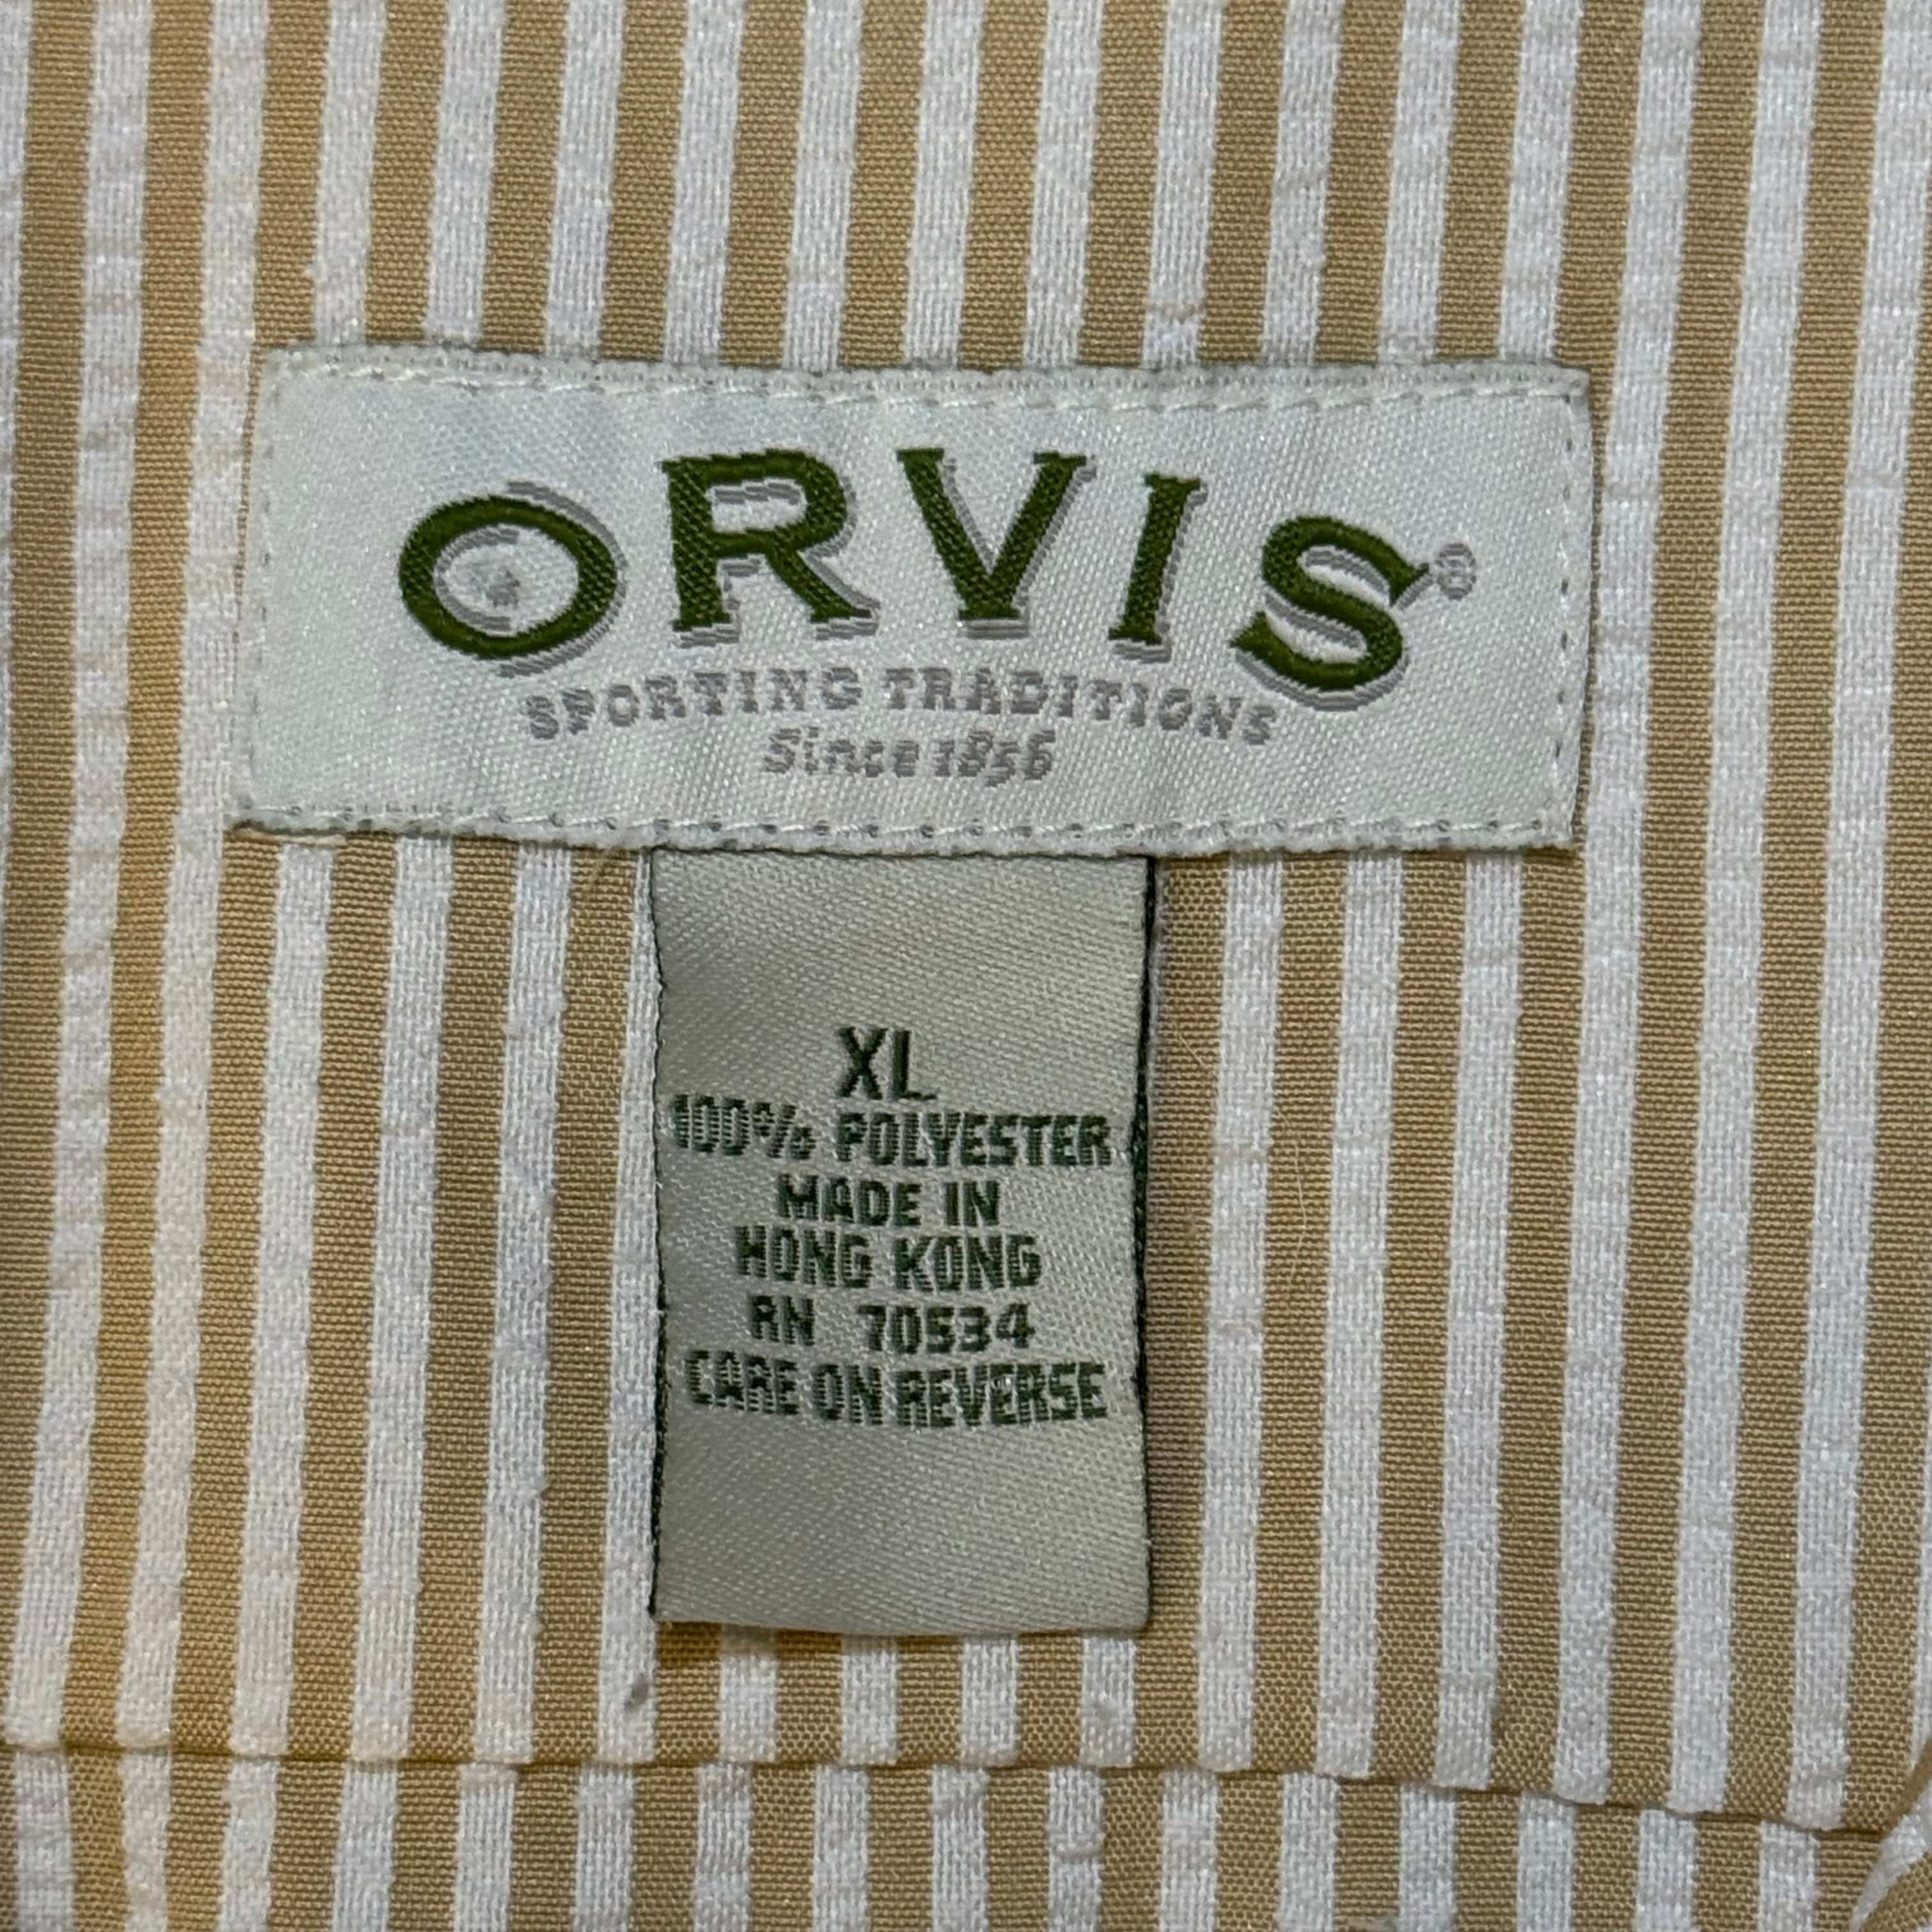 ORVIS®
SPORTING TRADITIONS
Since 1856
XL
100% POLYESTER
MADE IN
HONG KONG
RN 70534
CARE ON REVERSE